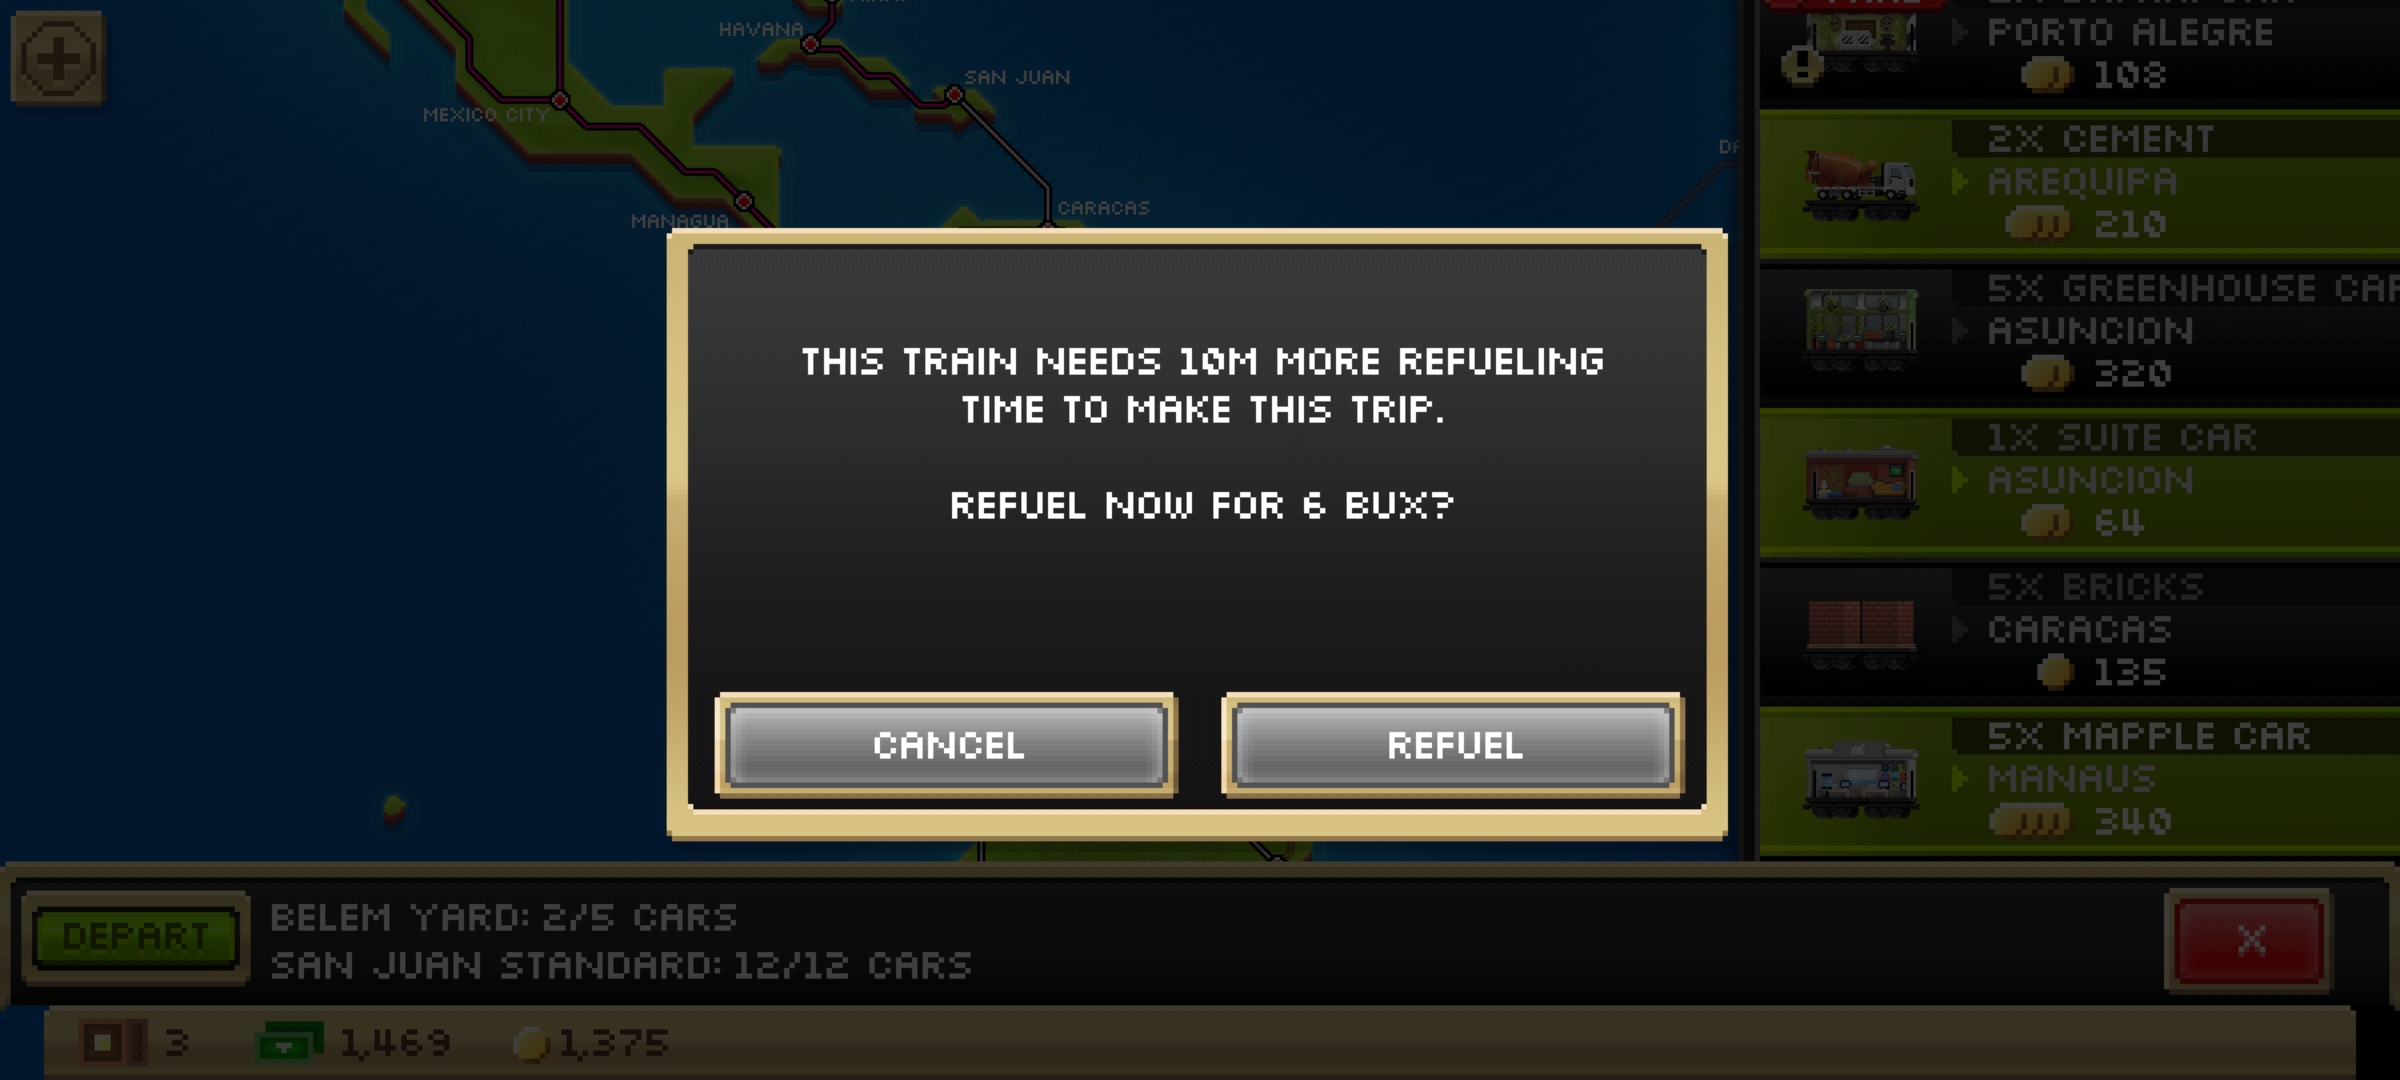 HAVANA
SAN JUAN
MEXICO CITY
MANAGUA
CARACAS
PORTO ALEGRE
108
2X CEMENT
AREQUIPA
210
5X GREENHOUSE CAR
ASUNCION
320
1X SUITE CAR
ASUNCION
64
5X BRICKS
CARACAS
135
5X MAPPLE CAR
MANAUS
340
THIS TRAIN NEEDS 10M MORE REFUELING
TIME TO MAKE THIS TRIP.
REFUEL NOW FOR 6 BUX?
CANCEL
REFUEL
DEPART
BELEM YARD: 2/5 CARS
SAN JUAN STANDARD: 12/12 CARS
X
3
1,469
1,375